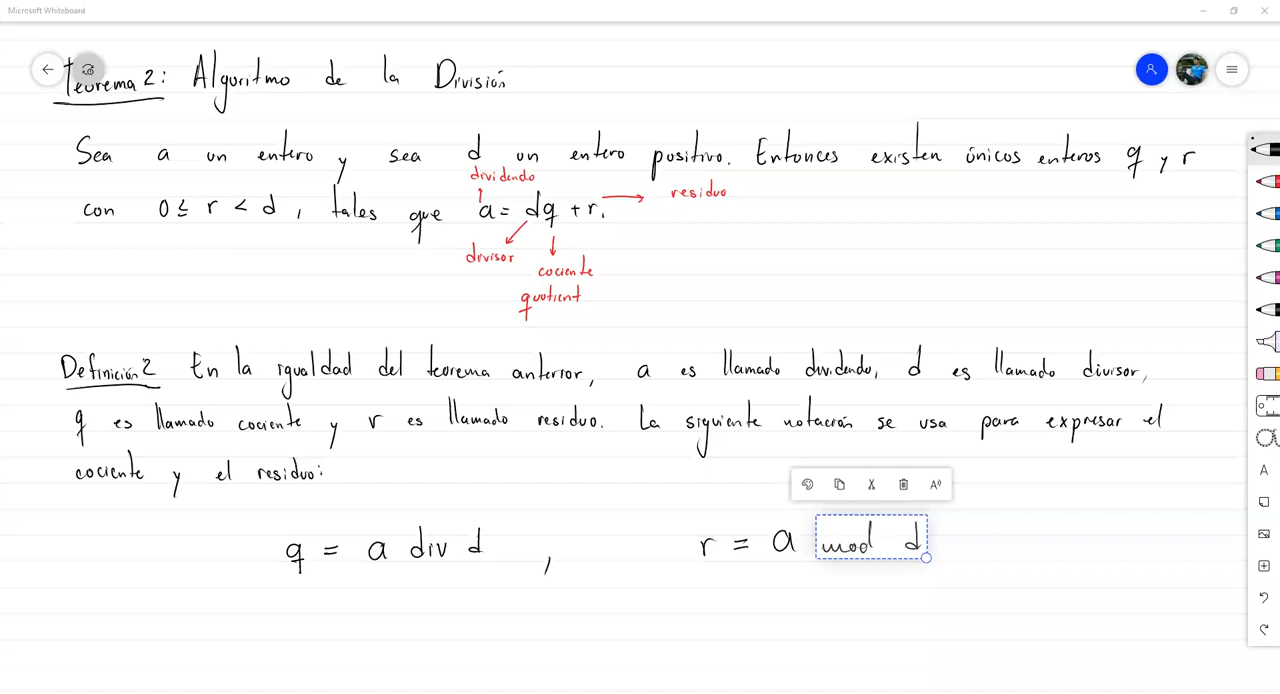 Microsoft Whiteboard
Teorema 2: Algoritmo de la División
Sea a un entero y sea d un entero positivo. Entonces existen únicos enteros q y r
dividendo
residuo
con 0 ≤ r < d, tales que a = dq + r.
divisor
cociente
quotient
Definición 2 En la igualdad del teorema anterior, a es llamado dividendo, d es llamado divisor,
q es llamado cociente y r es llamado residuo. La siguiente notación se usa para expresar el
cociente y el residuo:
q = a div d , r = a mod d